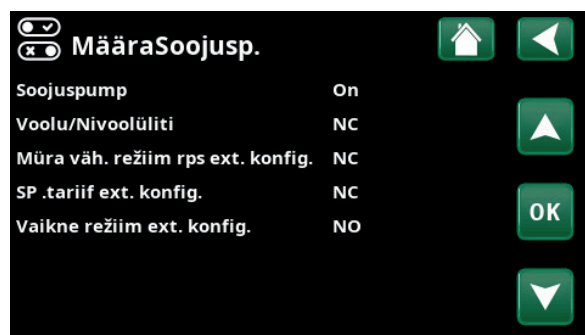 MääraSoojusp.
Soojuspump On
Voolu/Nivoolüliti NC
Müra väh. režiim rps ext. konfig. NC
SP .tariif ext. konfig. NC
Vaikne režiim ext. konfig. NO
OK